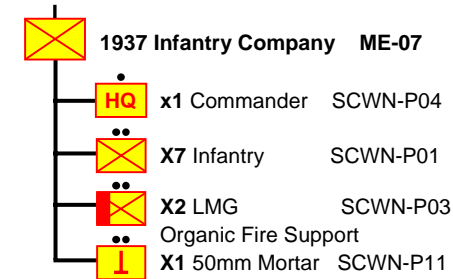 1937 Infantry Company ME-07
HQ x1 Commander SCWN-P04
X7 Infantry SCWN-P01
X2 LMG SCWN-P03
Organic Fire Support
X1 50mm Mortar SCWN-P11